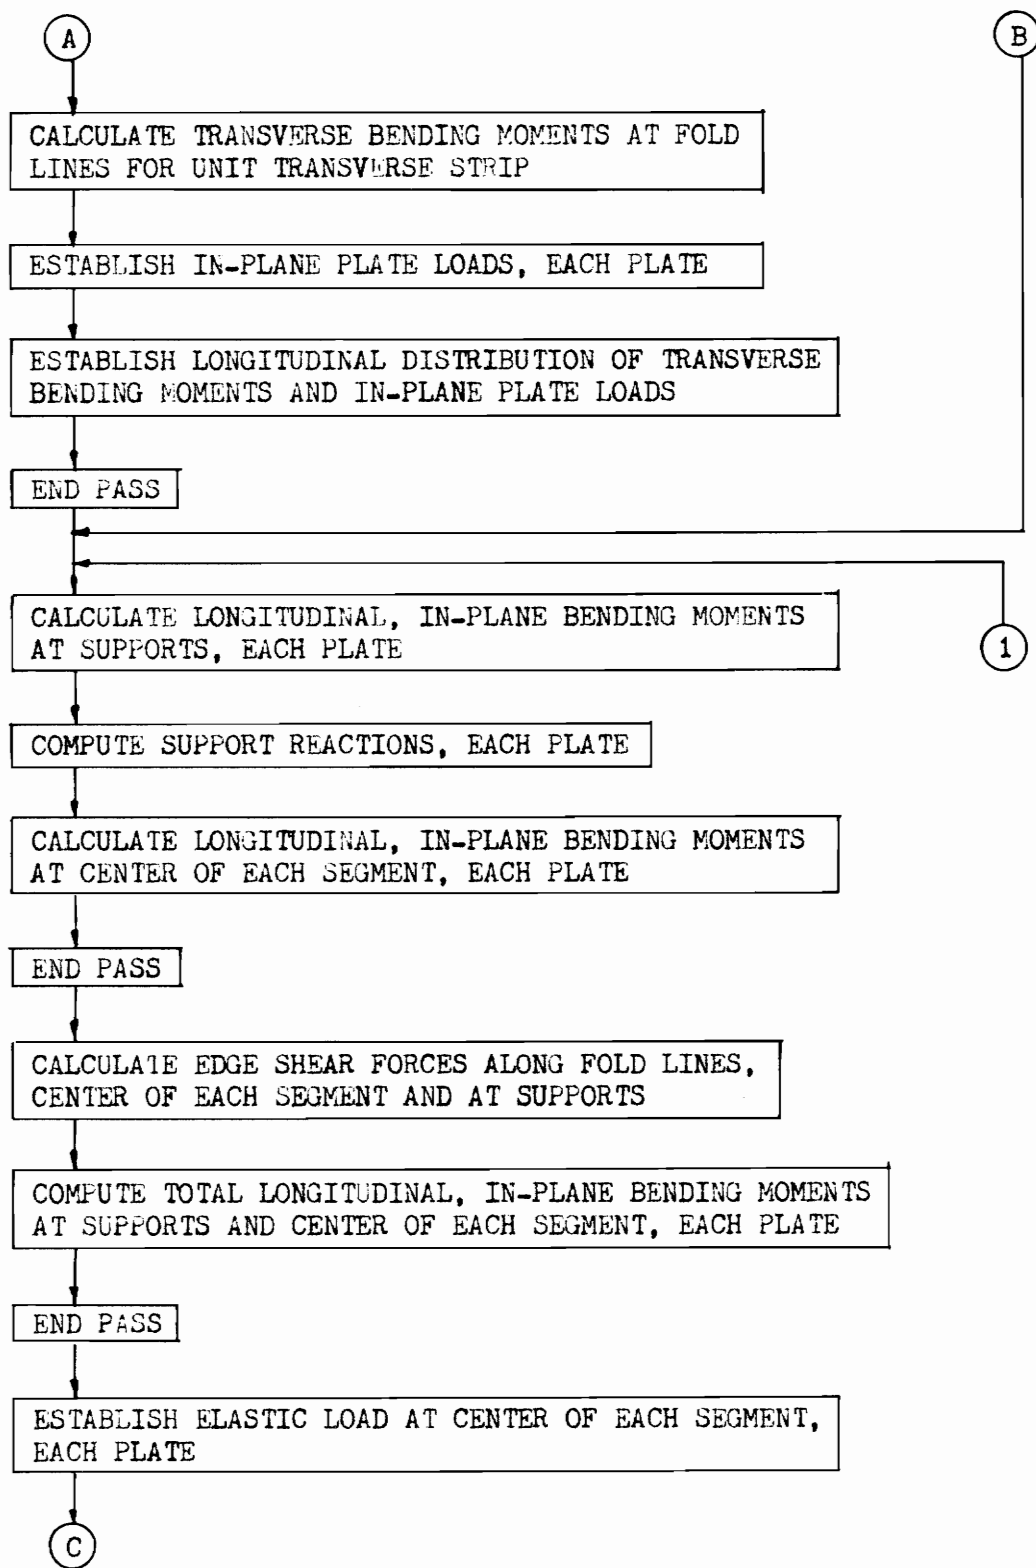 A
B
CALCULATE TRANSVERSE BENDING MOMENTS AT FOLD
LINES FOR UNIT TRANSVERSE STRIP
ESTABLISH IN-PLANE PLATE LOADS, EACH PLATE
ESTABLISH LONGITUDINAL DISTRIBUTION OF TRANSVERSE
BENDING MOMENTS AND IN-PLANE PLATE LOADS
END PASS
CALCULATE LONGITUDINAL, IN-PLANE BENDING MOMENTS
AT SUPPORTS, EACH PLATE
1
COMPUTE SUPPORT REACTIONS, EACH PLATE
CALCULATE LONGITUDINAL, IN-PLANE BENDING MOMENTS
AT CENTER OF EACH SEGMENT, EACH PLATE
END PASS
CALCULATE EDGE SHEAR FORCES ALONG FOLD LINES,
CENTER OF EACH SEGMENT AND AT SUPPORTS
COMPUTE TOTAL LONGITUDINAL, IN-PLANE BENDING MOMENTS
AT SUPPORTS AND CENTER OF EACH SEGMENT, EACH PLATE
END PASS
ESTABLISH ELASTIC LOAD AT CENTER OF EACH SEGMENT,
EACH PLATE
C